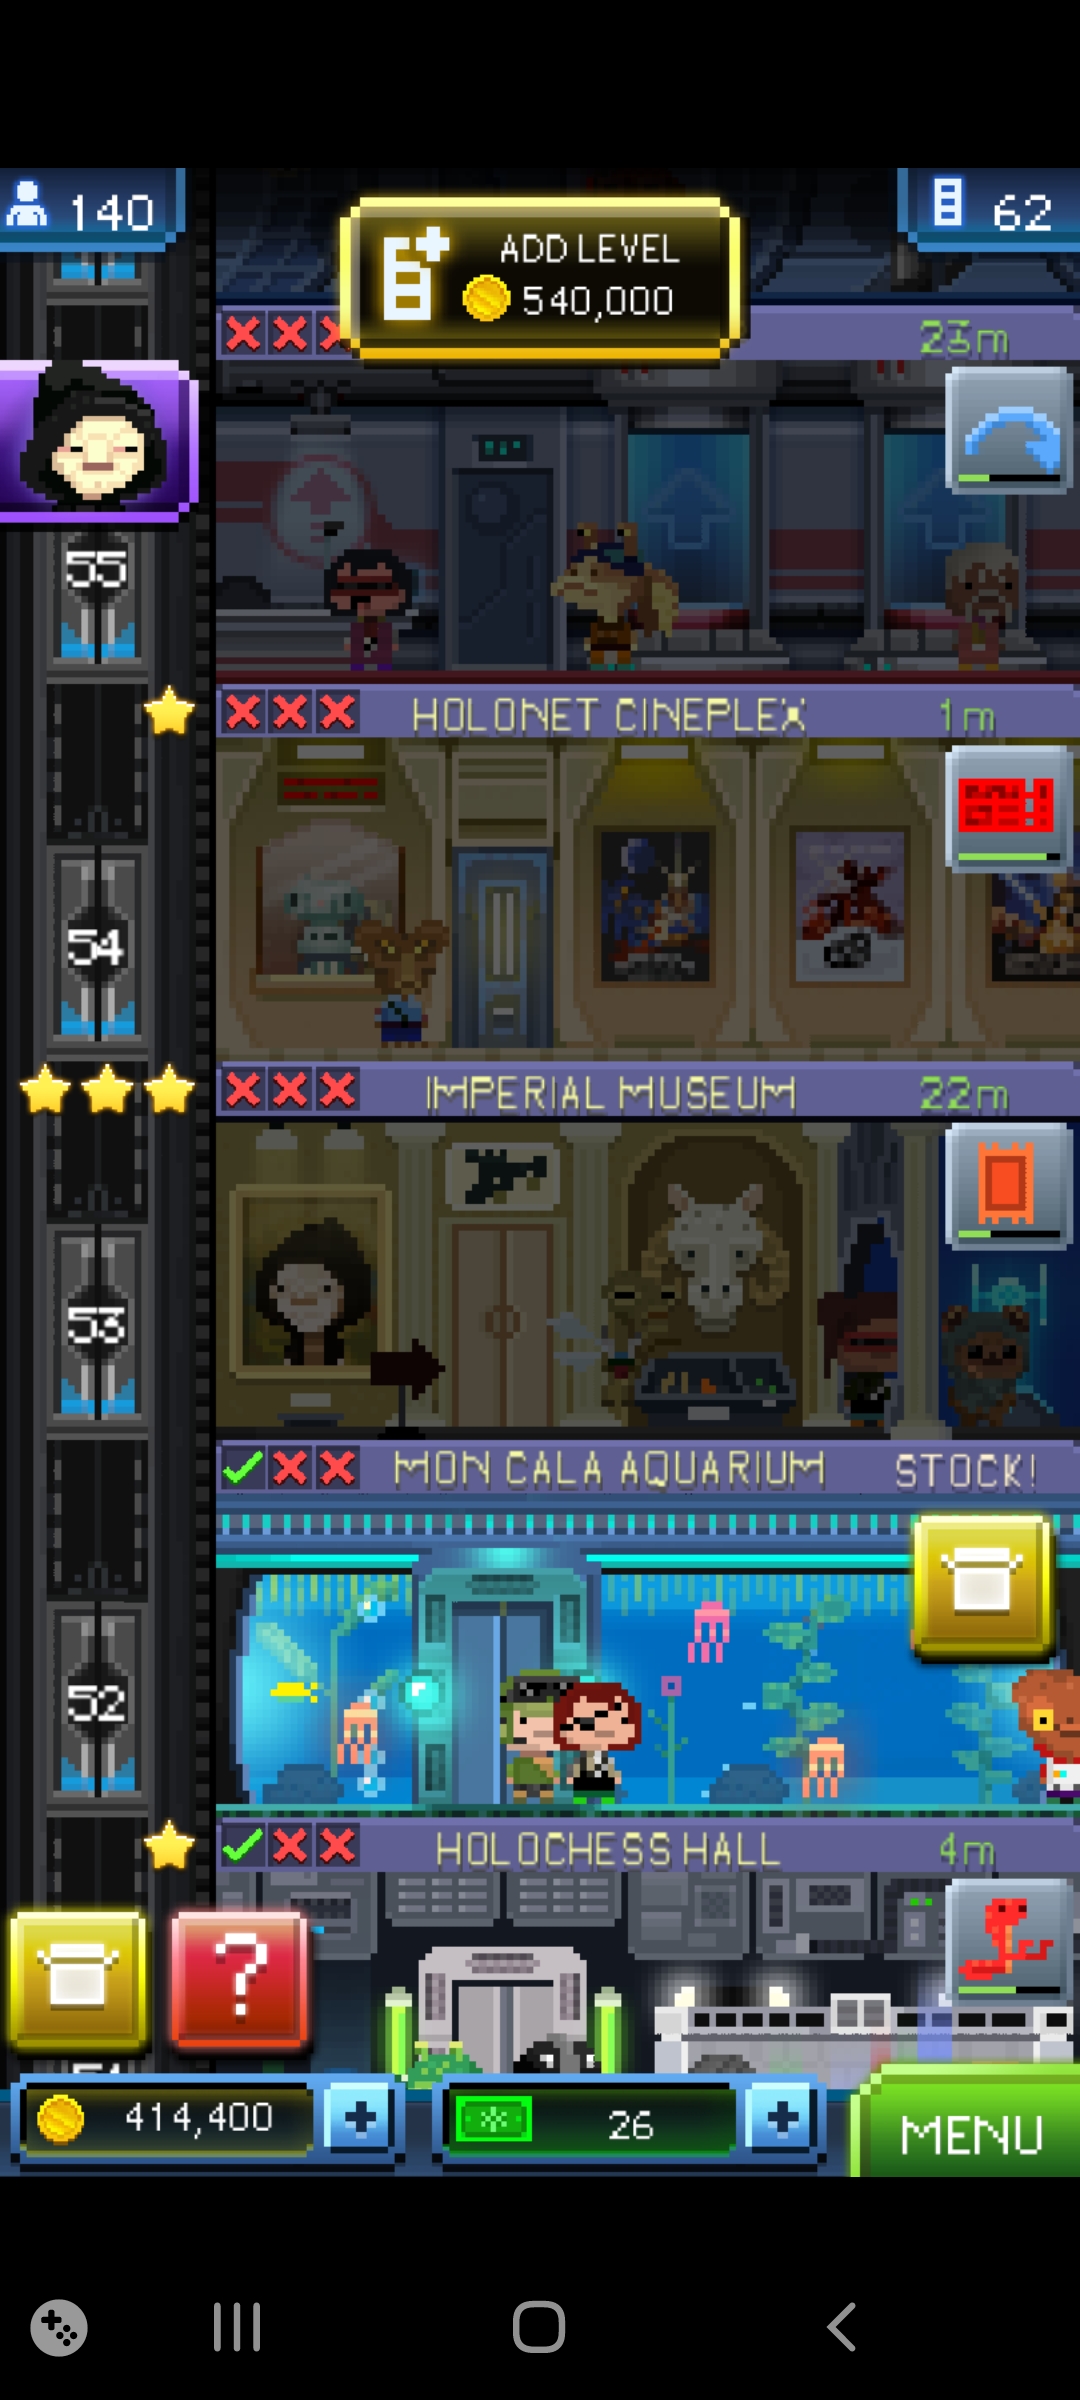 140
ADD LEVEL
540,000
62
23m
55
HOLONET CINEPLEX
1m
54
IMPERIAL MUSEUM
22m
53
MON CALA AQUARIUM
STOCK!
52
HOLOCHESS HALL
4m
?
414,400
+
26
+
MENU